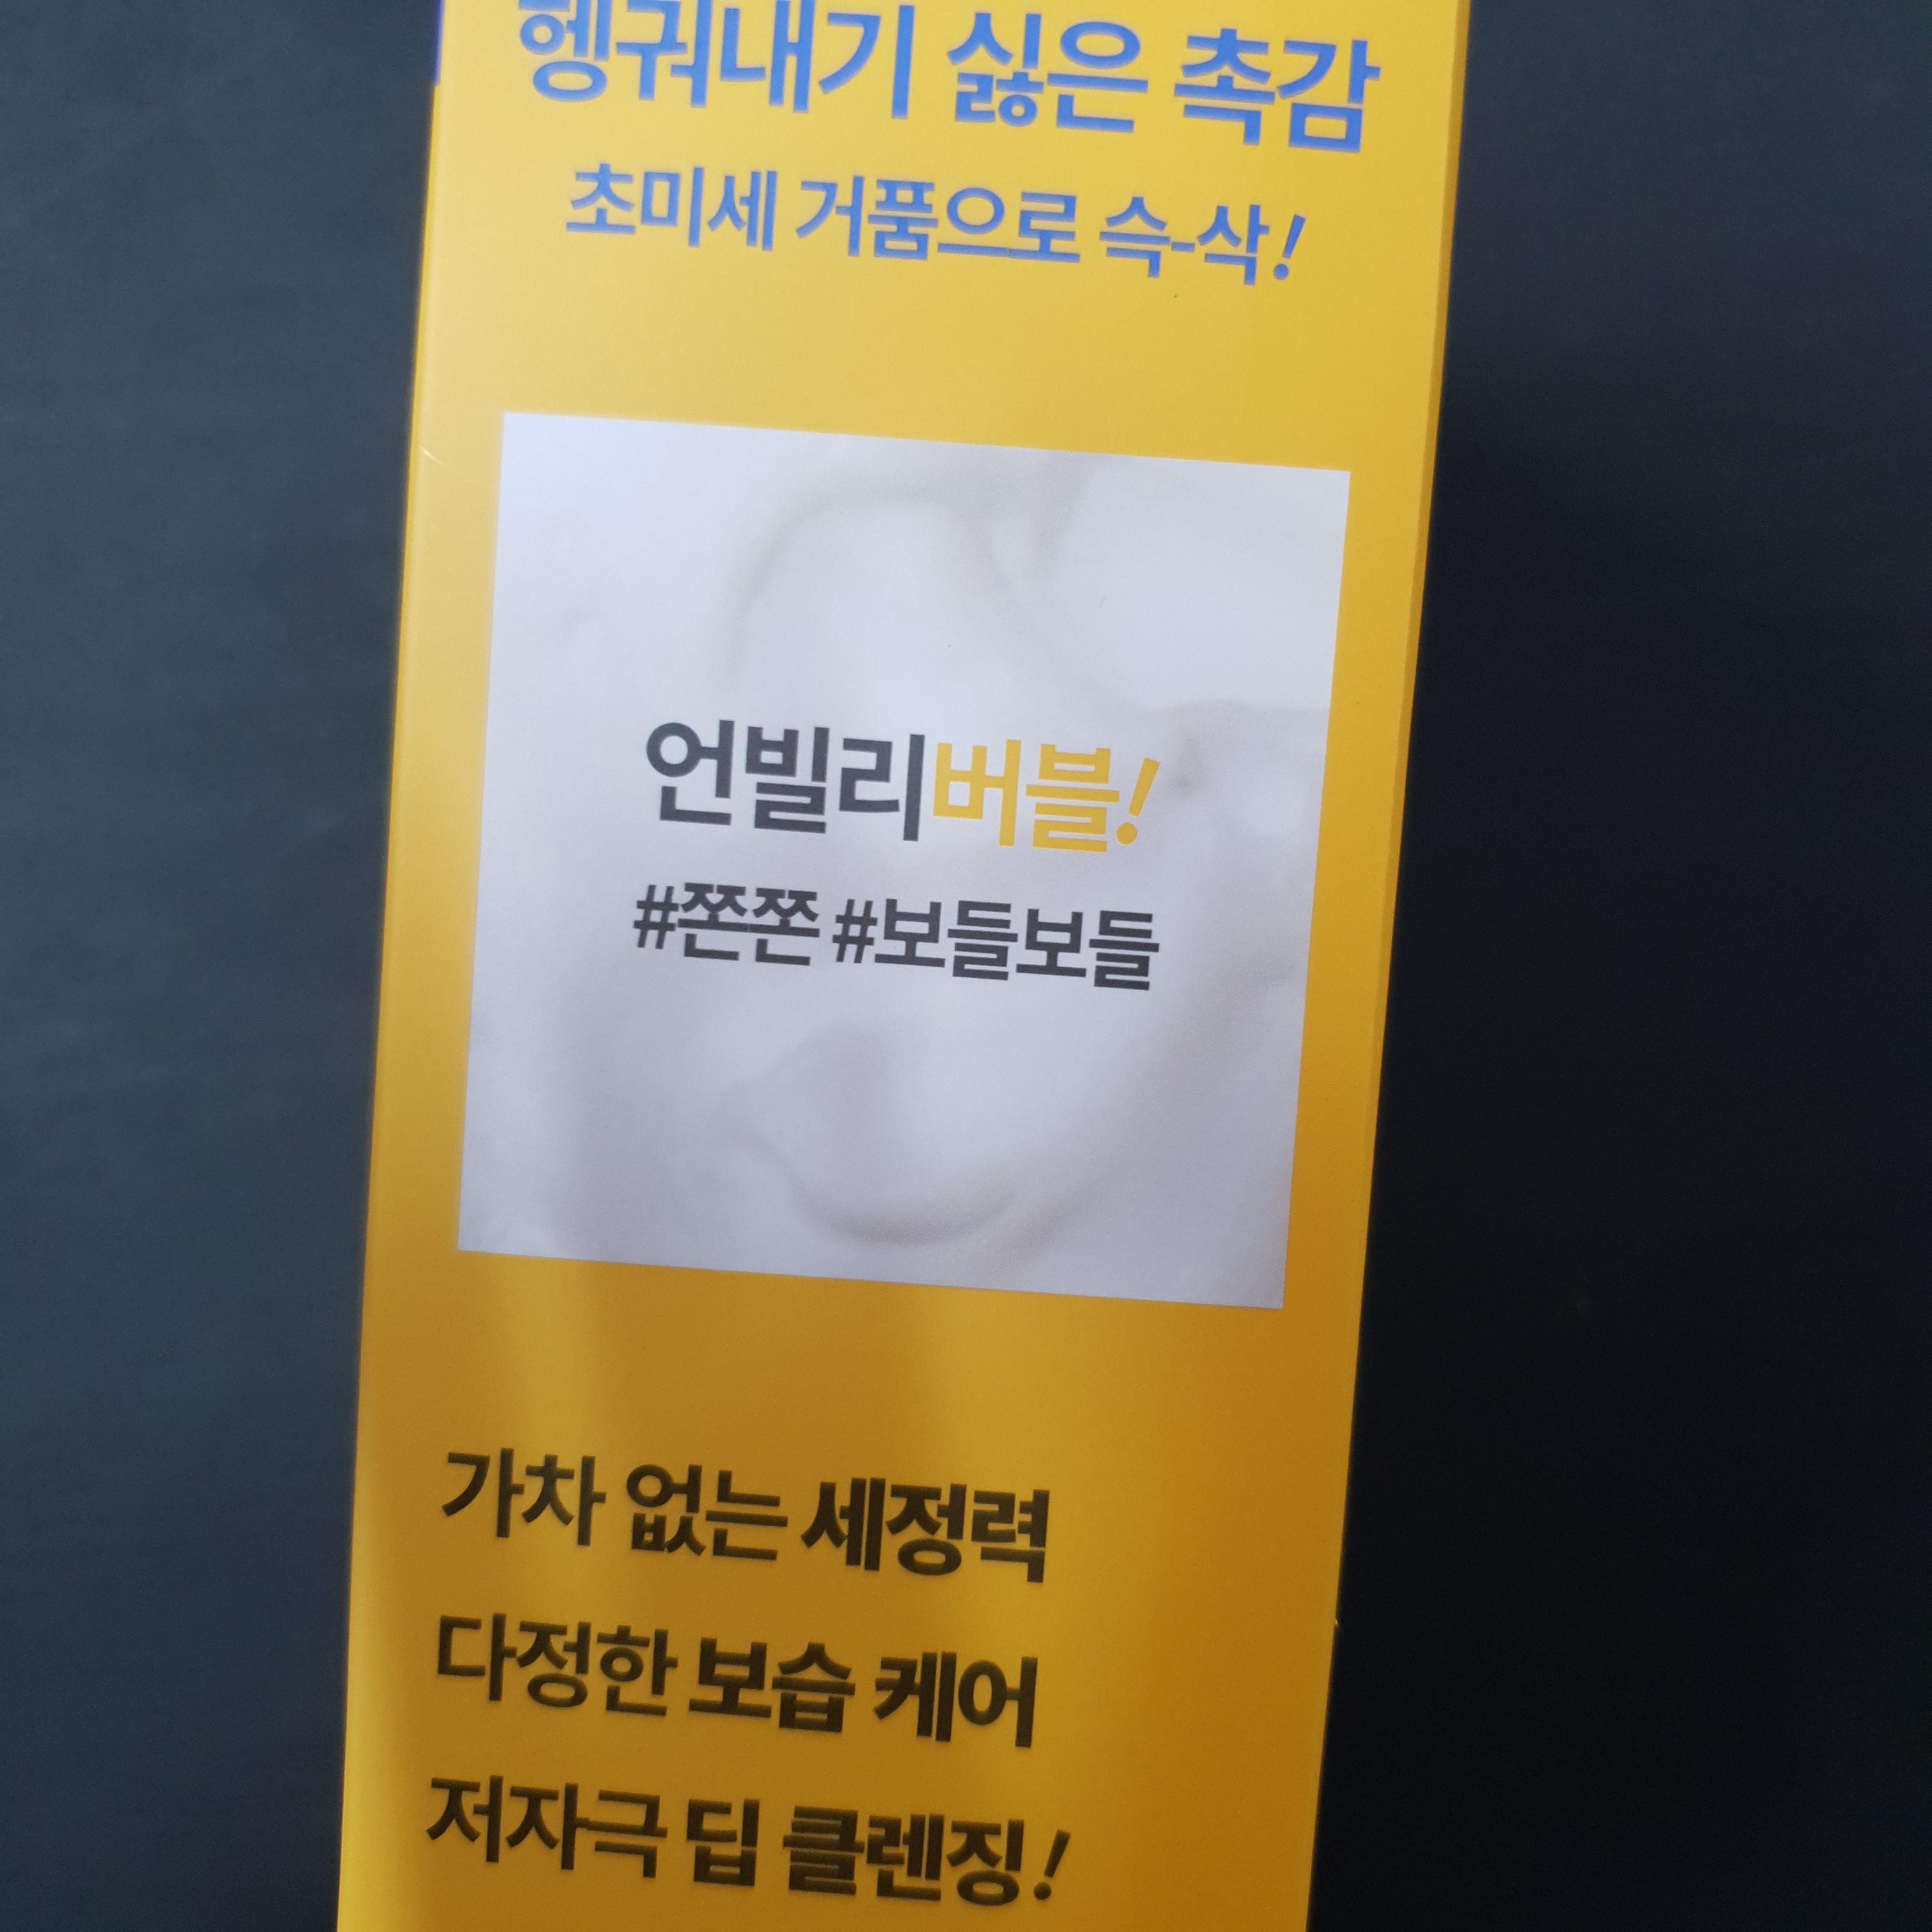 헹궈내기 싫은 촉감
초미세 거품으로 슥-삭!
언빌리버블!
#쫀쫀 #보들보들
가차 없는 세정력
다정한 보습 케어
저자극 딥 클렌징!